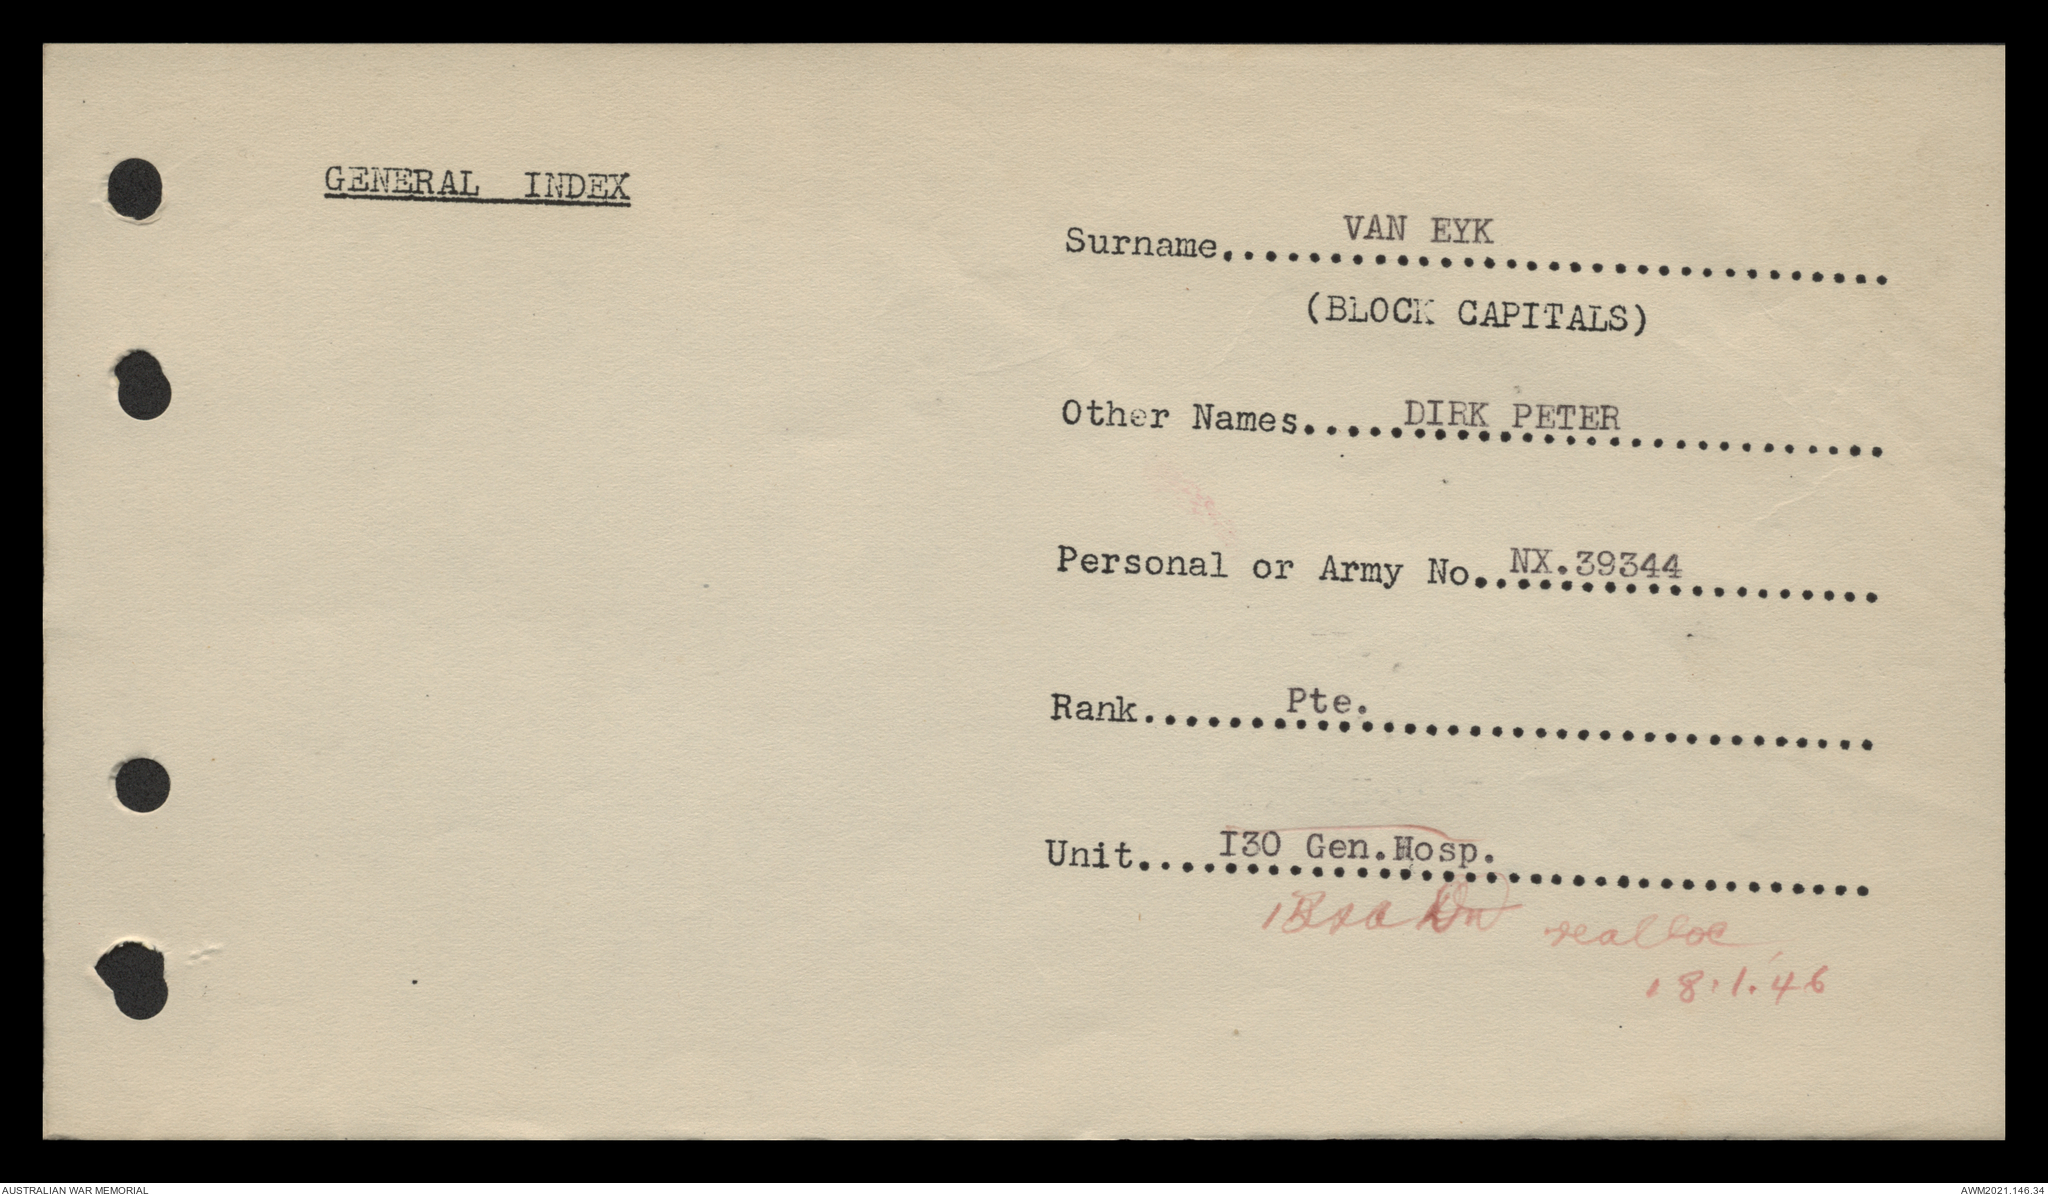 GENERAL INDEX
Surname.............VAN EYK.............
(BLOCK CAPITALS)
Other Names.....DIRK PETER.............
Personal or Army No..NX.39344.........
Rank........Pte.......................
Unit....I30 Gen.Hosp..................
realloc
18.1.46
AUSTRALIAN WAR MEMORIAL
AWM2021.146.34